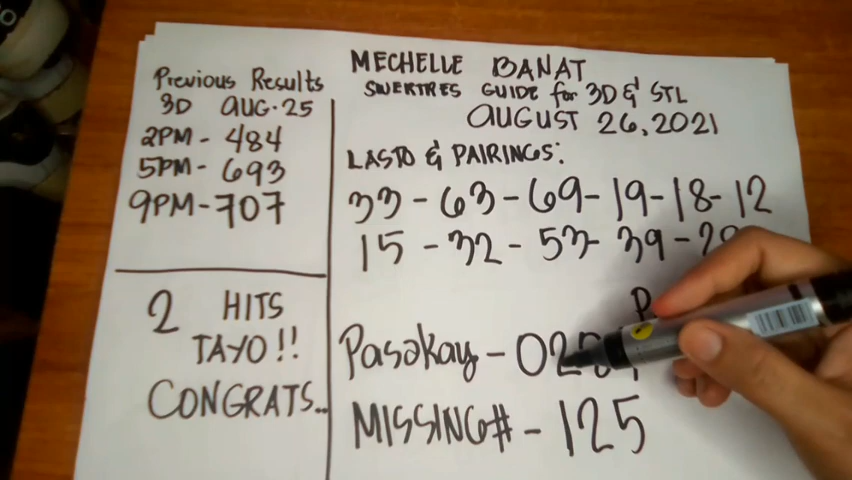 Previous Results
3D AUG. 25
2PM - 484
5PM - 693
9PM - 707
2 HITS
TAYO!!
CONGRATS..
MECHELLE BANAT
SWERTRES GUIDE for 3D & STL
AUGUST 26, 2021
LASTO & PAIRINGS:
33 - 63 - 69 - 19 - 18 - 12
15 - 32 - 53 - 39 -
Pasakay -
MISSING# - 125